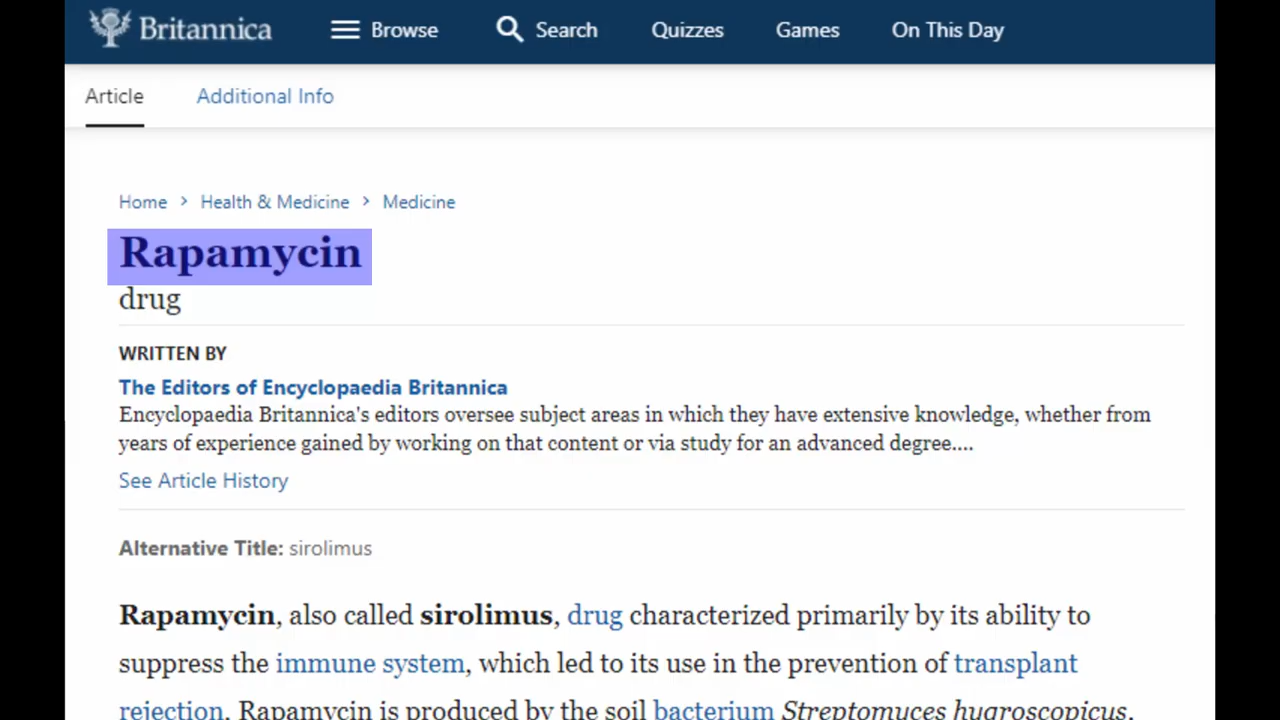 Britannica Browse Search Quizzes Games On This Day
Article Additional Info
Home > Health & Medicine > Medicine
Rapamycin
drug
WRITTEN BY
The Editors of Encyclopaedia Britannica
Encyclopaedia Britannica's editors oversee subject areas in which they have extensive knowledge, whether from
years of experience gained by working on that content or via study for an advanced degree....
See Article History
Alternative Title: sirolimus
Rapamycin, also called sirolimus, drug characterized primarily by its ability to
suppress the immune system, which led to its use in the prevention of transplant
rejection. Rapamycin is produced by the soil bacterium Streptomyces hygroscopicus,